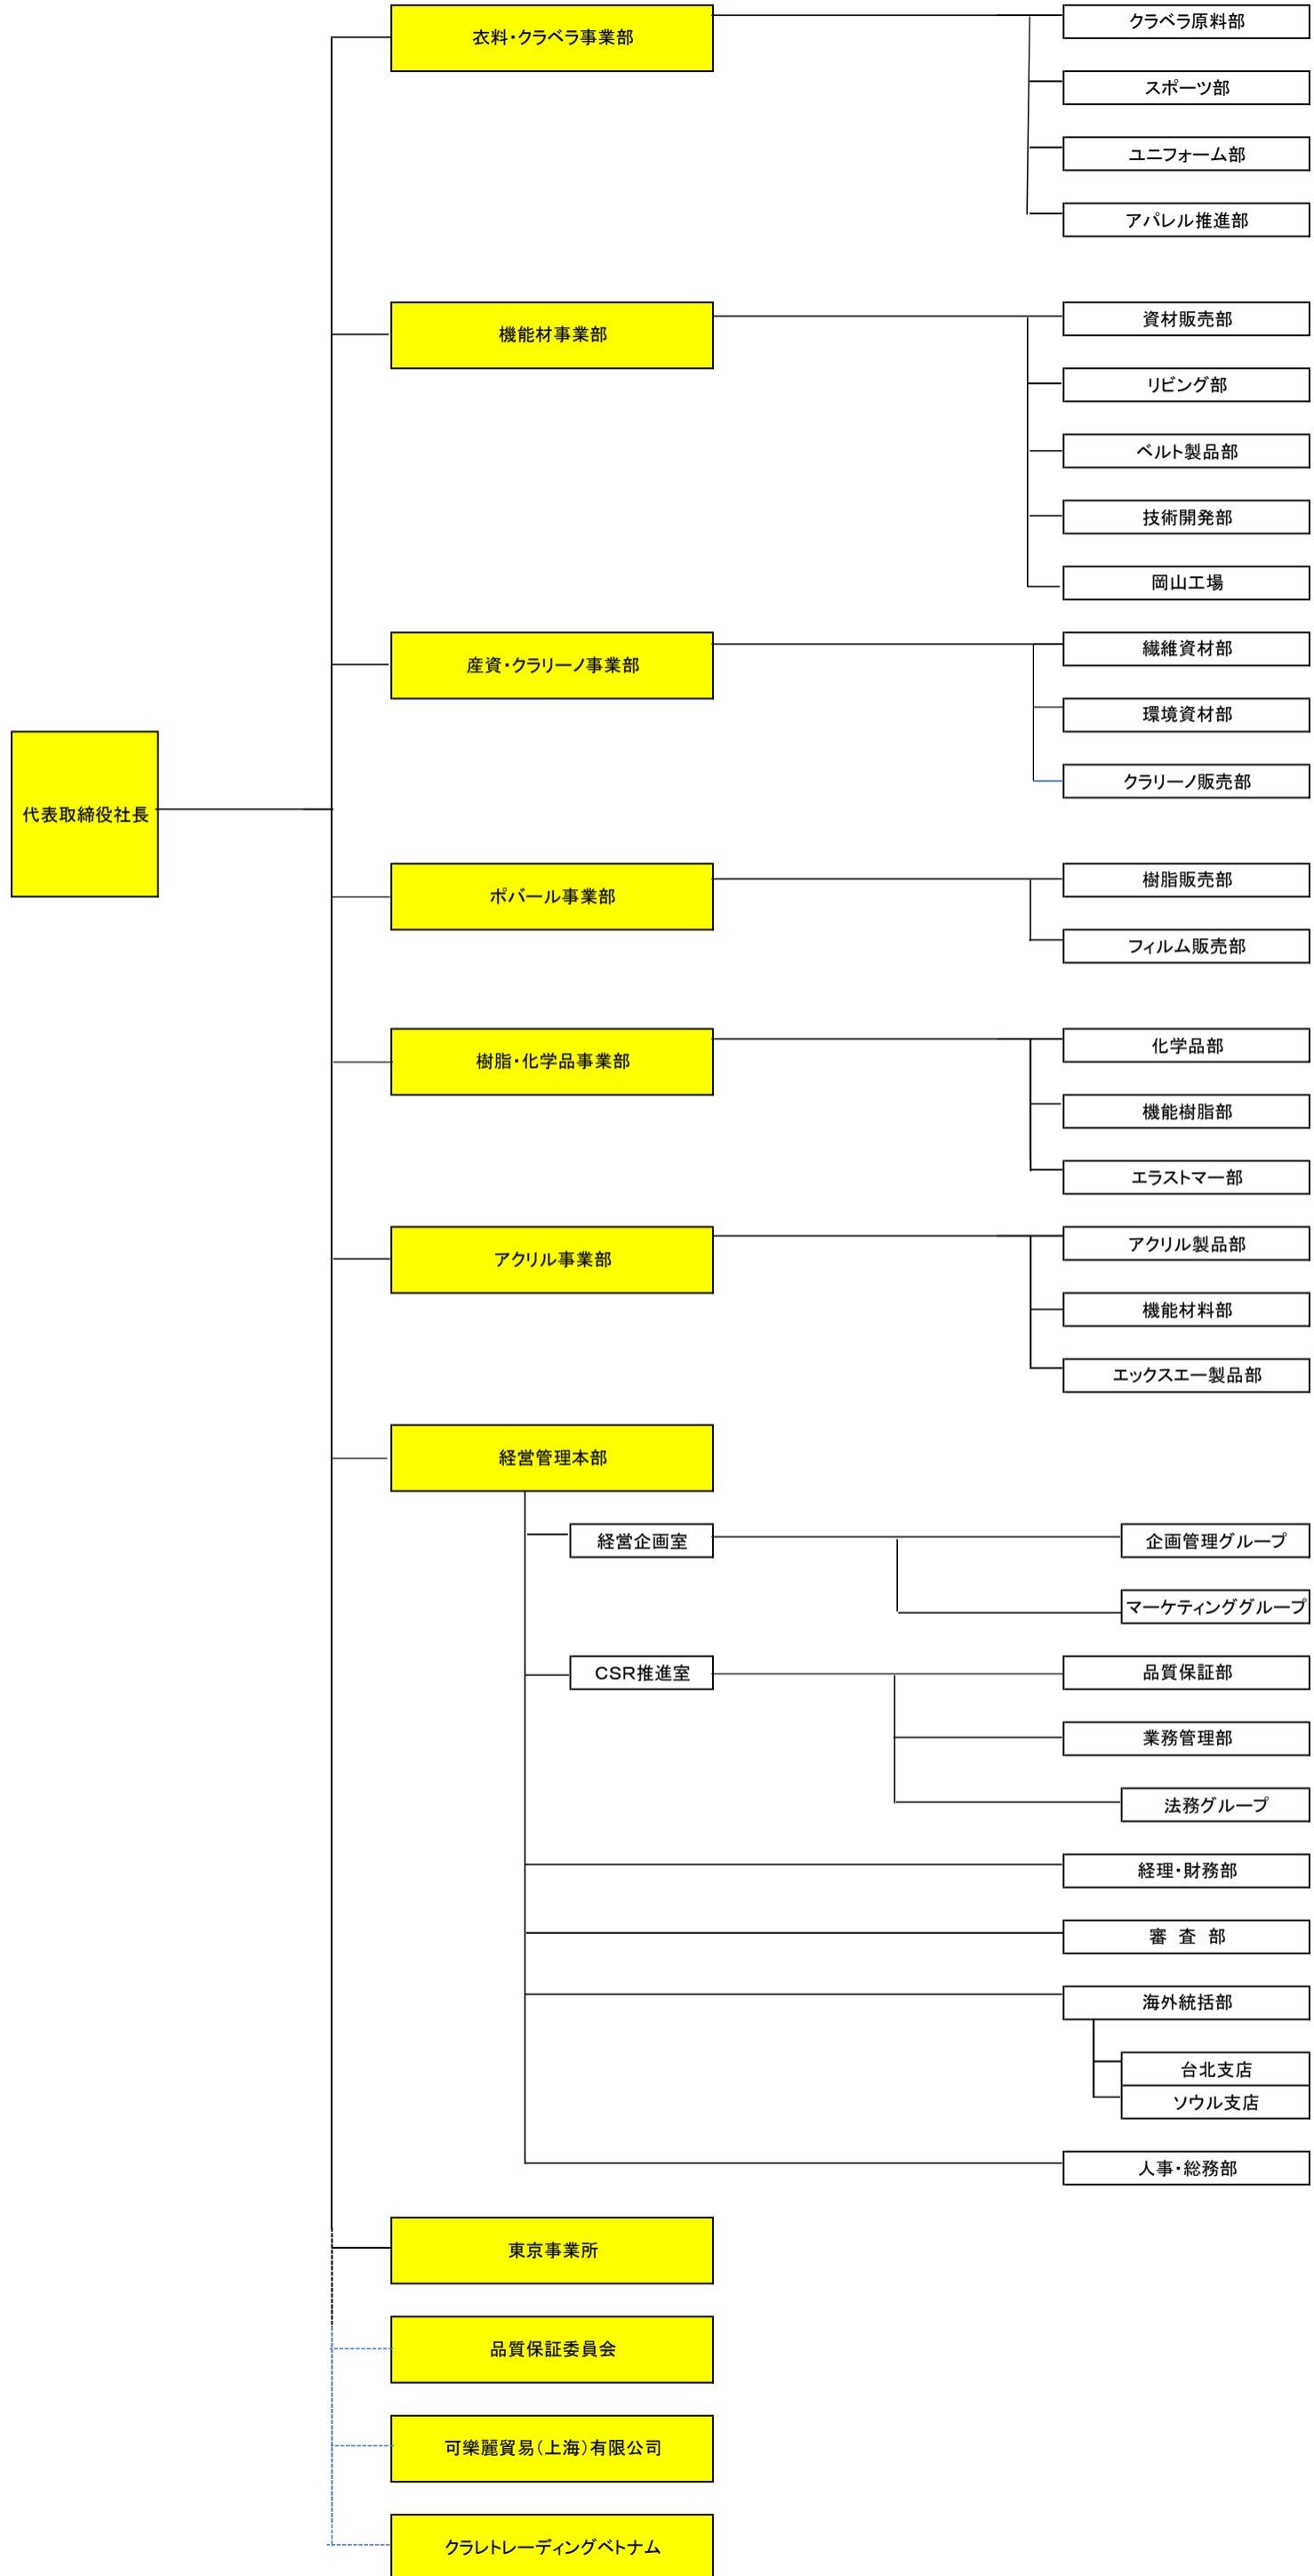 衣料・クラベラ事業部
クラベラ原料部
スポーツ部
ユニフォーム部
アパレル推進部
機能材事業部
資材販売部
リビング部
ベルト製品部
技術開発部
岡山工場
産資・クラリーノ事業部
繊維資材部
環境資材部
クラリーノ販売部
代表取締役社長
ポバール事業部
樹脂販売部
フィルム販売部
樹脂・化学品事業部
化学品部
機能樹脂部
エラストマー部
アクリル事業部
アクリル製品部
機能材料部
エックスエー製品部
経営管理本部
経営企画室
企画管理グループ
マーケティンググループ
CSR推進室
品質保証部
業務管理部
法務グループ
経理・財務部
審 査 部
海外統括部
台北支店
ソウル支店
人事・総務部
東京事業所
品質保証委員会
可樂麗貿易(上海)有限公司
クラレトレーディングベトナム